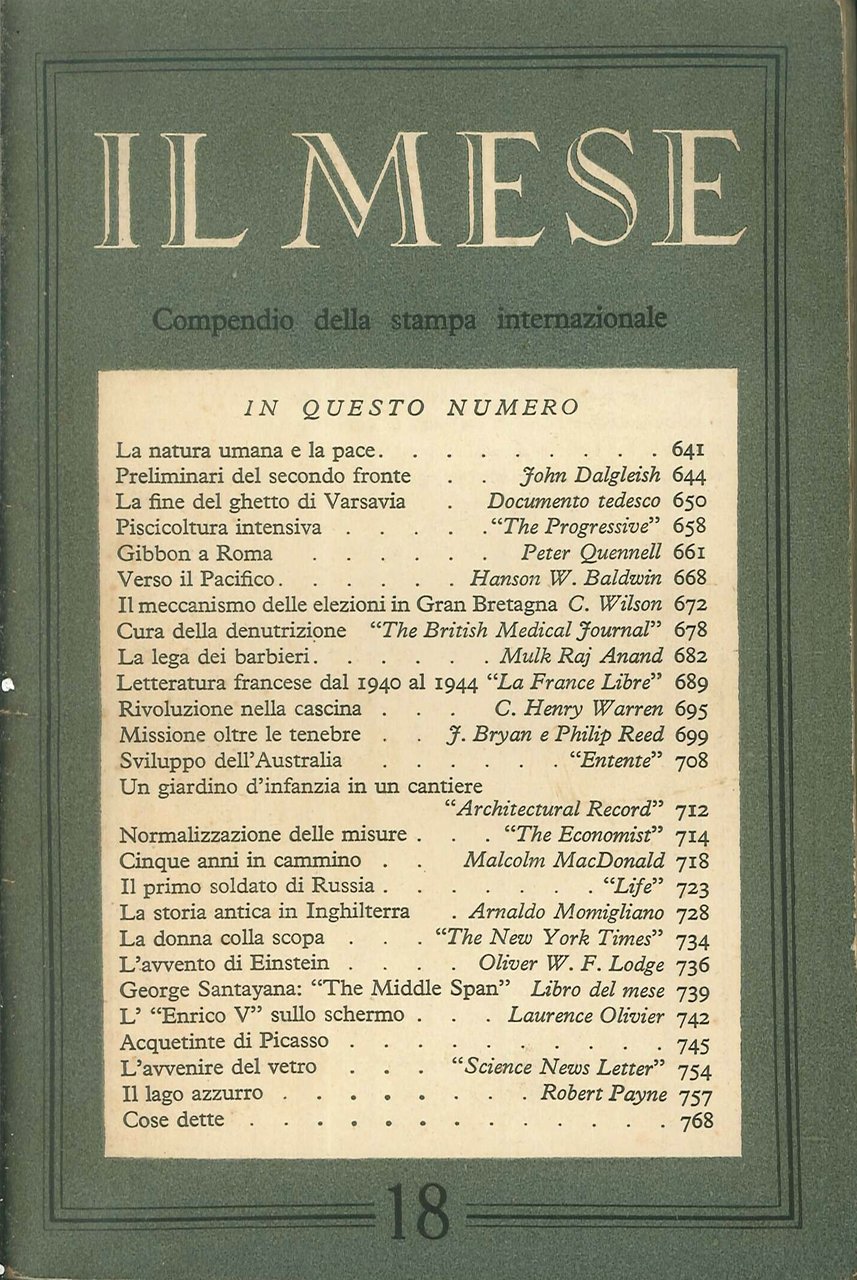 IL MESE
Compendio della stampa internazionale
IN QUESTO NUMERO
La natura umana e la pace. . . . . . . . . 641
Preliminari del secondo fronte . . John Dalgleish 644
La fine del ghetto di Varsavia . Documento tedesco 650
Piscicoltura intensiva . . . . . "The Progressive" 658
Gibbon a Roma . . . . . . Peter Quennell 661
Verso il Pacifico. . . . . . Hanson W. Baldwin 668
Il meccanismo delle elezioni in Gran Bretagna C. Wilson 672
Cura della denutrizione "The British Medical Journal" 678
La lega dei barbieri. . . . . . Mulk Raj Anand 682
Letteratura francese dal 1940 al 1944 "La France Libre" 689
Rivoluzione nella cascina . . . C. Henry Warren 695
Missione oltre le tenebre . . J. Bryan e Philip Reed 699
Sviluppo dell'Australia . . . . . . "Entente" 708
Un giardino d'infanzia in un cantiere
"Architectural Record" 712
Normalizzazione delle misure . . . "The Economist" 714
Cinque anni in cammino . . Malcolm MacDonald 718
Il primo soldato di Russia . . . . . . . "Life" 723
La storia antica in Inghilterra . Arnaldo Momigliano 728
La donna colla scopa . . . "The New York Times" 734
L'avvento di Einstein . . . . Oliver W. F. Lodge 736
George Santayana: "The Middle Span" Libro del mese 739
L' "Enrico V" sullo schermo . . . Laurence Olivier 742
Acquetinte di Picasso . . . . . . . . . . 745
L'avvenire del vetro . . . "Science News Letter" 754
Il lago azzurro . . . . . . . . Robert Payne 757
Cose dette . . . . . . . . . . . . . 768
18